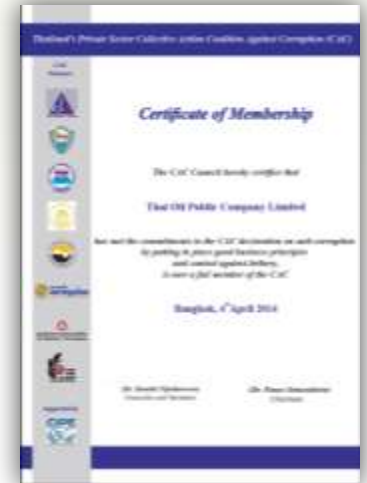 Thailand's Private Sector Collective Action Coalition Against Corruption (CAC)
Certificate of Membership
The CAC Council hereby certifies that
Thai Oil Public Company Limited
has met the commitments in the CAC declaration on anti-corruption
by putting in place good business principles
and control against bribery,
is now a full member of the CAC
Bangkok, 4 April 2014
CIPE